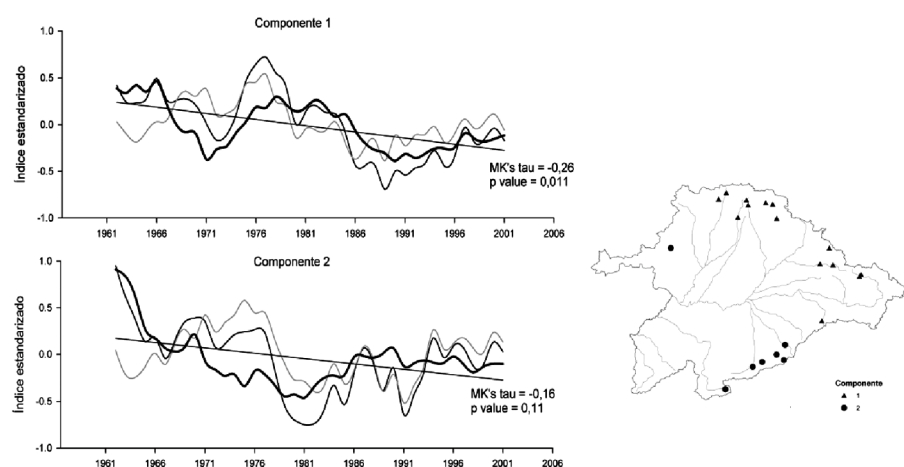 Componente 1
Índice estandarizado
1.0
0.5
0.0
-0.5
-1.0
MK's tau = -0,26
p value = 0,011
1961 1966 1971 1976 1981 1986 1991 1996 2001 2006
Componente 2
Índice estandarizado
1.0
0.5
0.0
-0.5
-1.0
MK's tau = -0,16
p value = 0,11
1961 1966 1971 1976 1981 1986 1991 1996 2001 2006
Componente
1
2